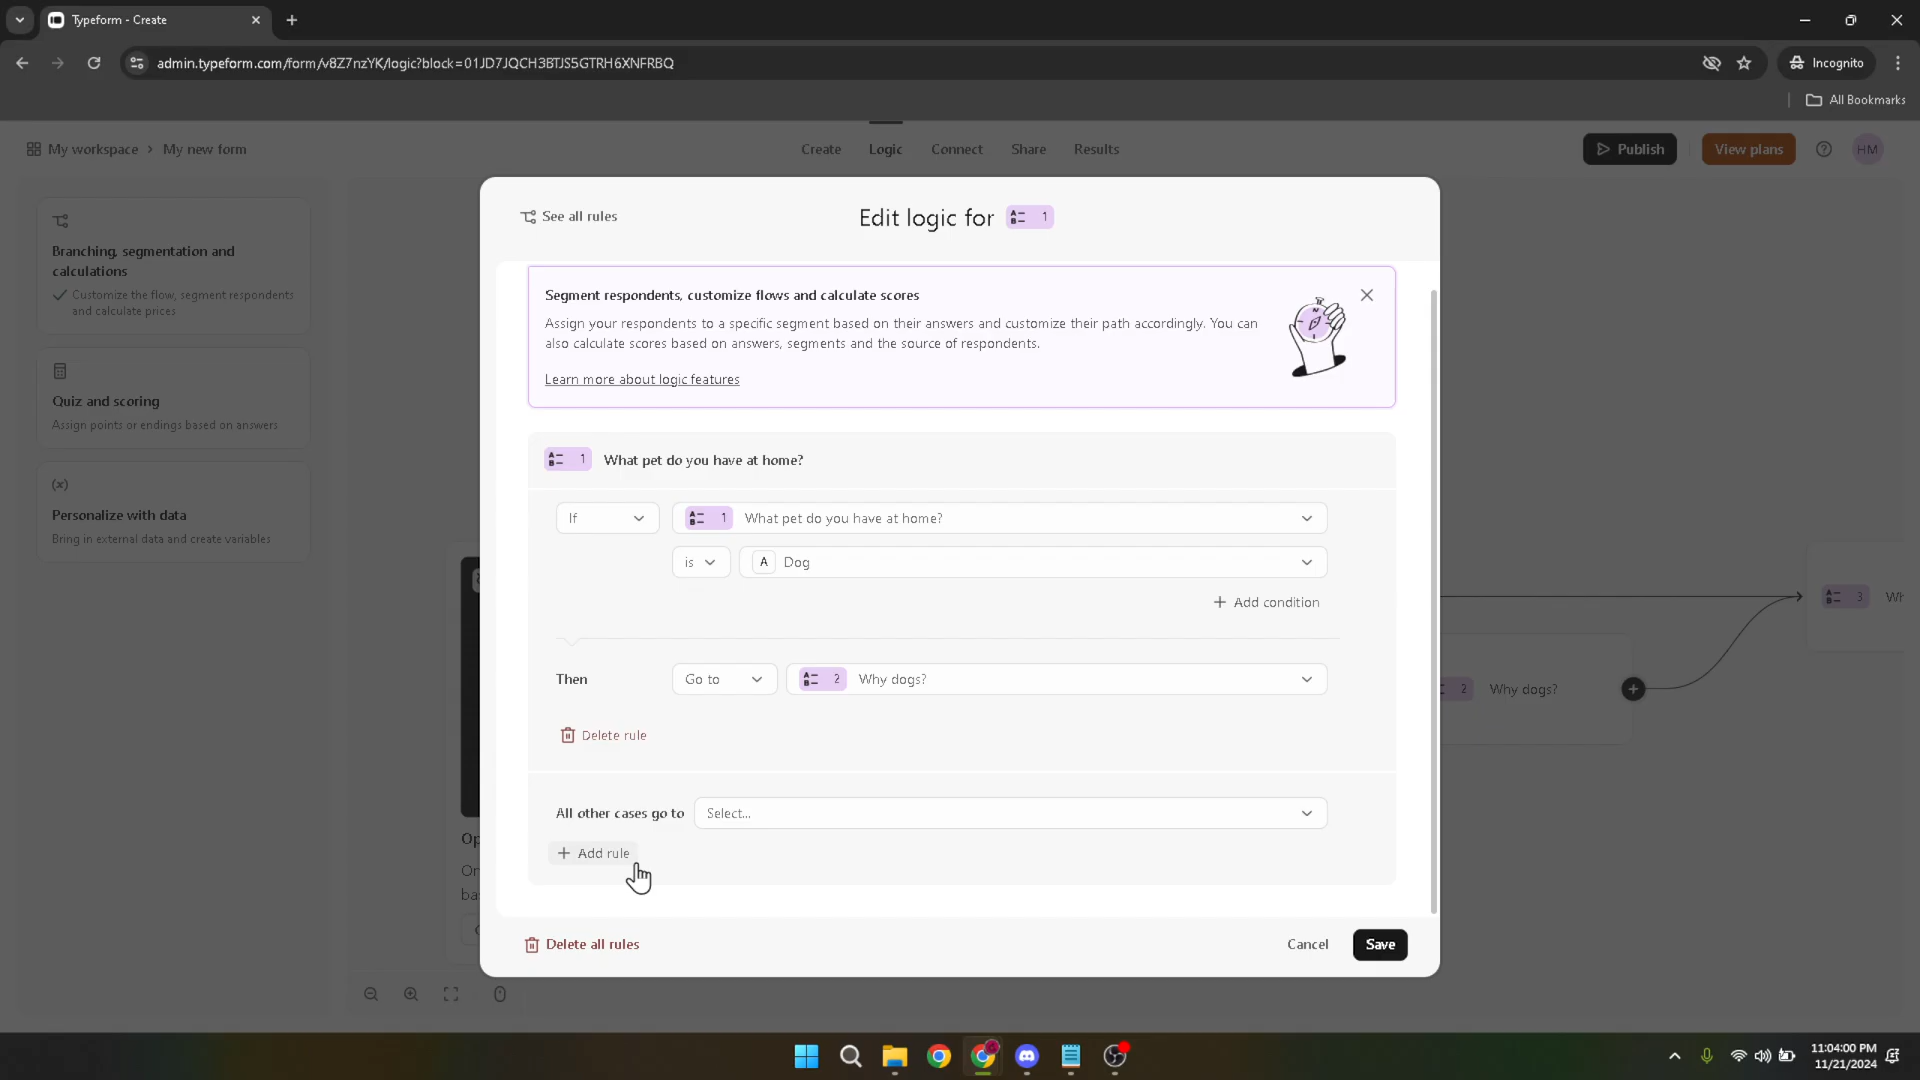 Typeform - Create
admin.typeform.com/form/v8Z7nzYK/logic?block=01JD7JQCH3BTJS5GTRH6XNFRBQ
Incognito
All Bookmarks
My workspace › My new form
Create
Logic
Connect
Share
Results
Publish
View plans
HM
Branching, segmentation and
calculations
Customize the flow, segment respondents
and calculate prices
Quiz and scoring
Assign points or endings based on answers
(x)
Personalize with data
Bring in external data and create variables
See all rules
Edit logic for
1
Segment respondents, customize flows and calculate scores
Assign your respondents to a specific segment based on their answers and customize their path accordingly. You can
also calculate scores based on answers, segments and the source of respondents.
Learn more about logic features
1 What pet do you have at home?
If
1 What pet do you have at home?
is
A Dog
+ Add condition
Then
Go to
2 Why dogs?
Delete rule
All other cases go to
Select...
+ Add rule
Delete all rules
Cancel
Save
3
2 Why dogs?
11:04:00 PM
11/21/2024